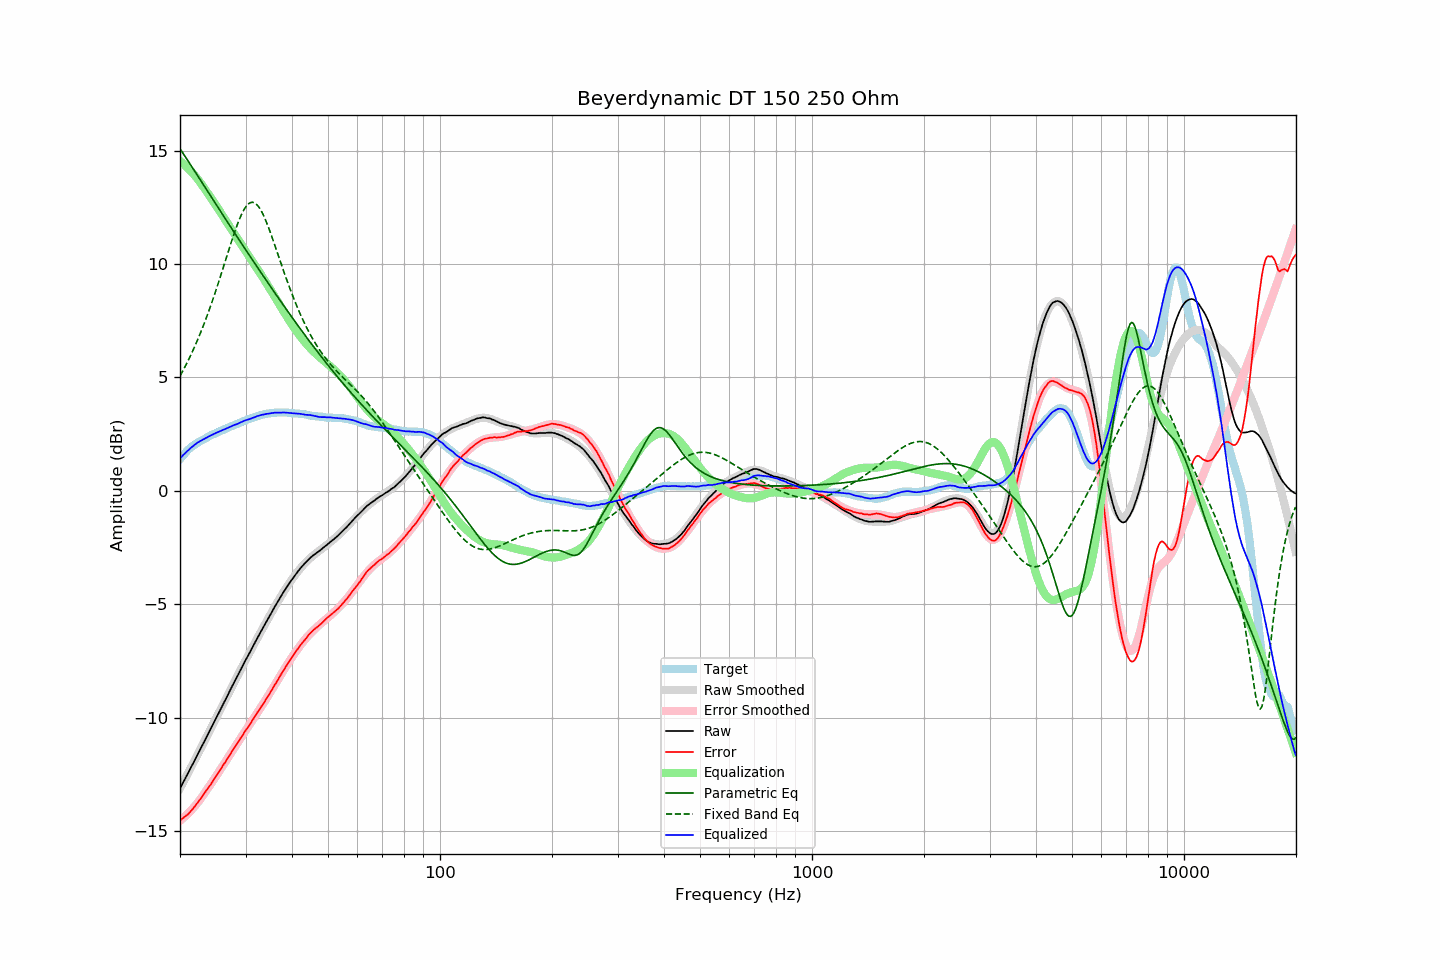 Beyerdynamic DT 150 250 Ohm
Amplitude (dBr)
15
10
5
0
−5
−10
−15
Target
Raw Smoothed
Error Smoothed
Raw
Error
Equalization
Parametric Eq
Fixed Band Eq
Equalized
100
1000
10000
Frequency (Hz)